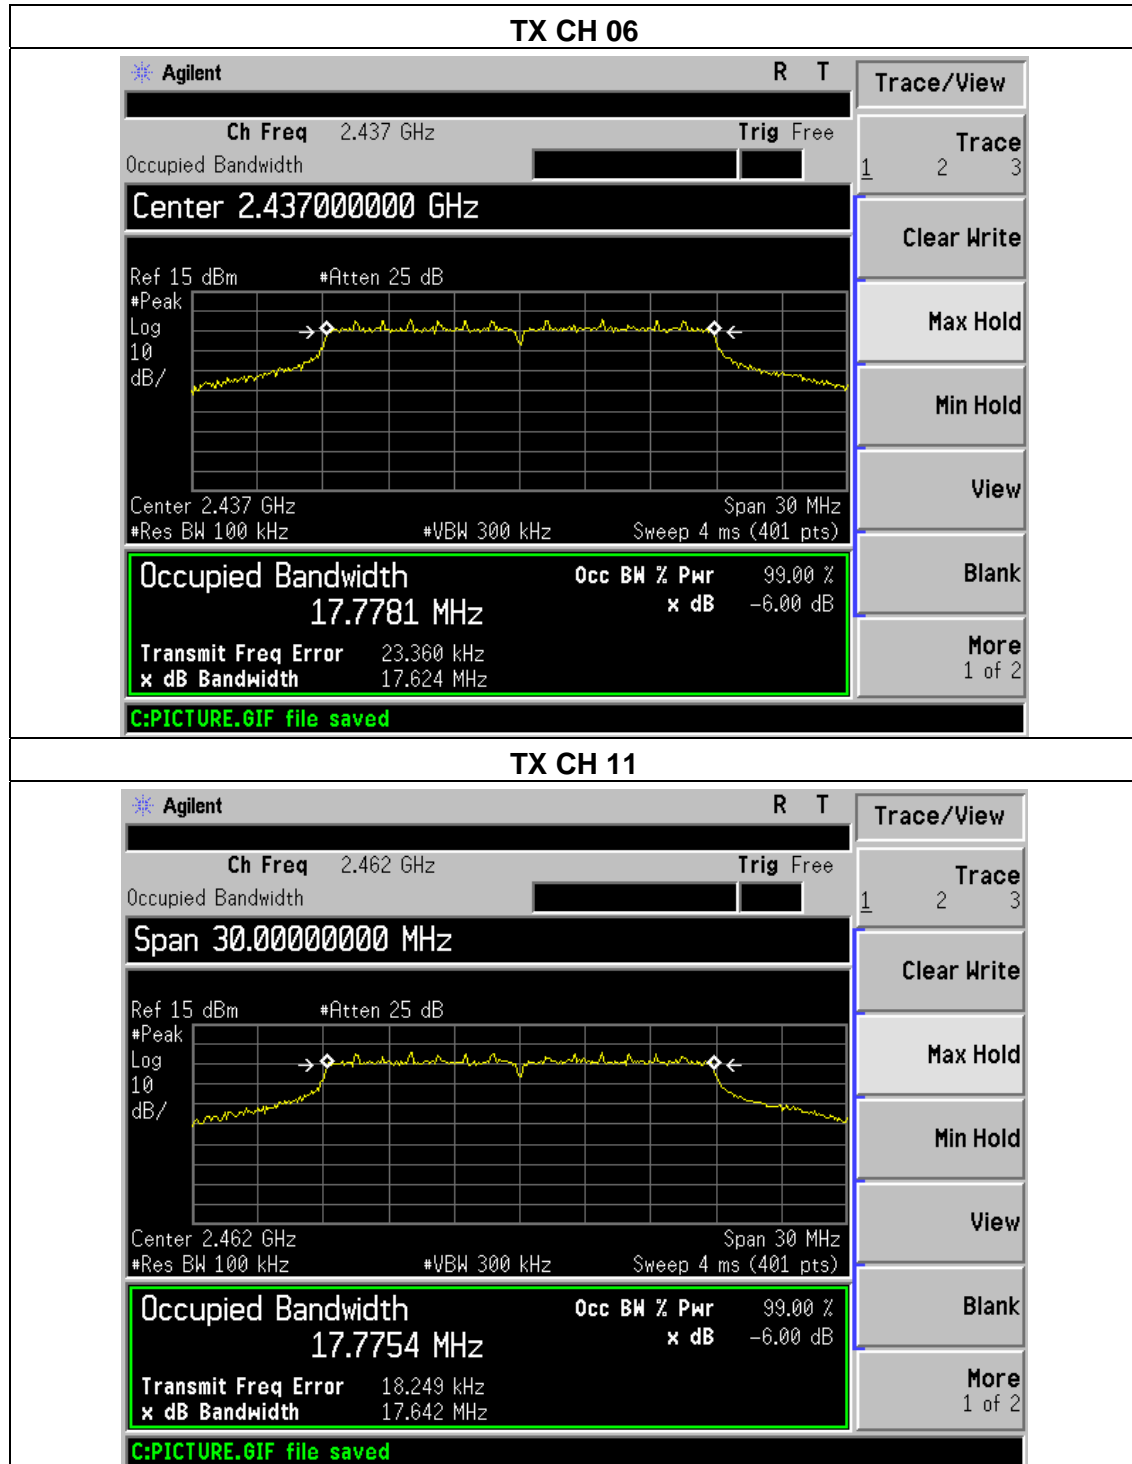 TX CH 06
Agilent R T
Trace/View
Ch Freq 2.437 GHz Trig Free
Occupied Bandwidth
Trace
1 2 3
Center 2.437000000 GHz
Clear Write
Ref 15 dBm #Atten 25 dB
#Peak
Log
10
dB/
Max Hold
Min Hold
View
Center 2.437 GHz Span 30 MHz
#Res BW 100 kHz #VBW 300 kHz Sweep 4 ms (401 pts)
Occupied Bandwidth Occ BW % Pwr 99.00 %
17.7781 MHz x dB -6.00 dB
Blank
Transmit Freq Error 23.360 kHz
x dB Bandwidth 17.624 MHz
More
1 of 2
C:PICTURE.GIF file saved
TX CH 11
Agilent R T
Trace/View
Ch Freq 2.462 GHz Trig Free
Occupied Bandwidth
Trace
1 2 3
Span 30.00000000 MHz
Clear Write
Ref 15 dBm #Atten 25 dB
#Peak
Log
10
dB/
Max Hold
Min Hold
View
Center 2.462 GHz Span 30 MHz
#Res BW 100 kHz #VBW 300 kHz Sweep 4 ms (401 pts)
Occupied Bandwidth Occ BW % Pwr 99.00 %
17.7754 MHz x dB -6.00 dB
Blank
Transmit Freq Error 18.249 kHz
x dB Bandwidth 17.642 MHz
More
1 of 2
C:PICTURE.GIF file saved